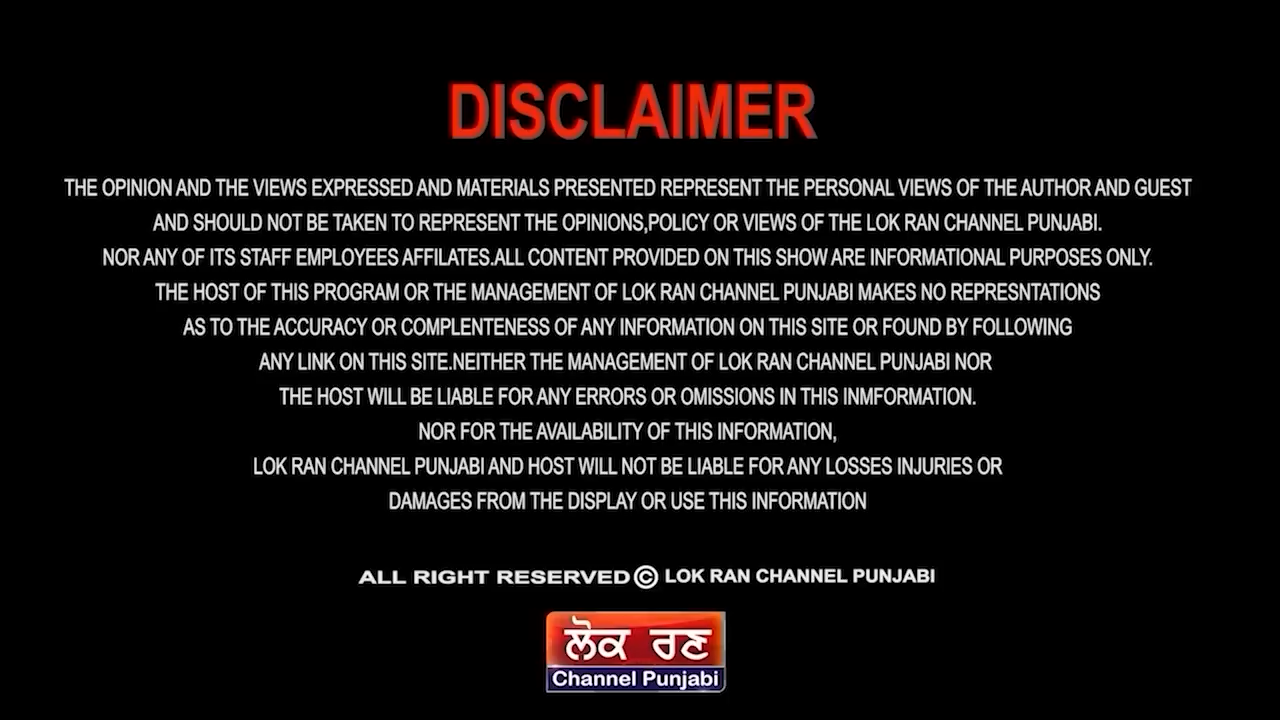 DISCLAIMER
THE OPINION AND THE VIEWS EXPRESSED AND MATERIALS PRESENTED REPRESENT THE PERSONAL VIEWS OF THE AUTHOR AND GUEST
AND SHOULD NOT BE TAKEN TO REPRESENT THE OPINIONS,POLICY OR VIEWS OF THE LOK RAN CHANNEL PUNJABI.
NOR ANY OF ITS STAFF EMPLOYEES AFFILATES.ALL CONTENT PROVIDED ON THIS SHOW ARE INFORMATIONAL PURPOSES ONLY.
THE HOST OF THIS PROGRAM OR THE MANAGEMENT OF LOK RAN CHANNEL PUNJABI MAKES NO REPRESNTATIONS
AS TO THE ACCURACY OR COMPLENTENESS OF ANY INFORMATION ON THIS SITE OR FOUND BY FOLLOWING
ANY LINK ON THIS SITE.NEITHER THE MANAGEMENT OF LOK RAN CHANNEL PUNJABI NOR
THE HOST WILL BE LIABLE FOR ANY ERRORS OR OMISSIONS IN THIS INMFORMATION.
NOR FOR THE AVAILABILITY OF THIS INFORMATION,
LOK RAN CHANNEL PUNJABI AND HOST WILL NOT BE LIABLE FOR ANY LOSSES INJURIES OR
DAMAGES FROM THE DISPLAY OR USE THIS INFORMATION
ALL RIGHT RESERVED © LOK RAN CHANNEL PUNJABI
ਲੋਕ ਰਣ
Channel Punjabi